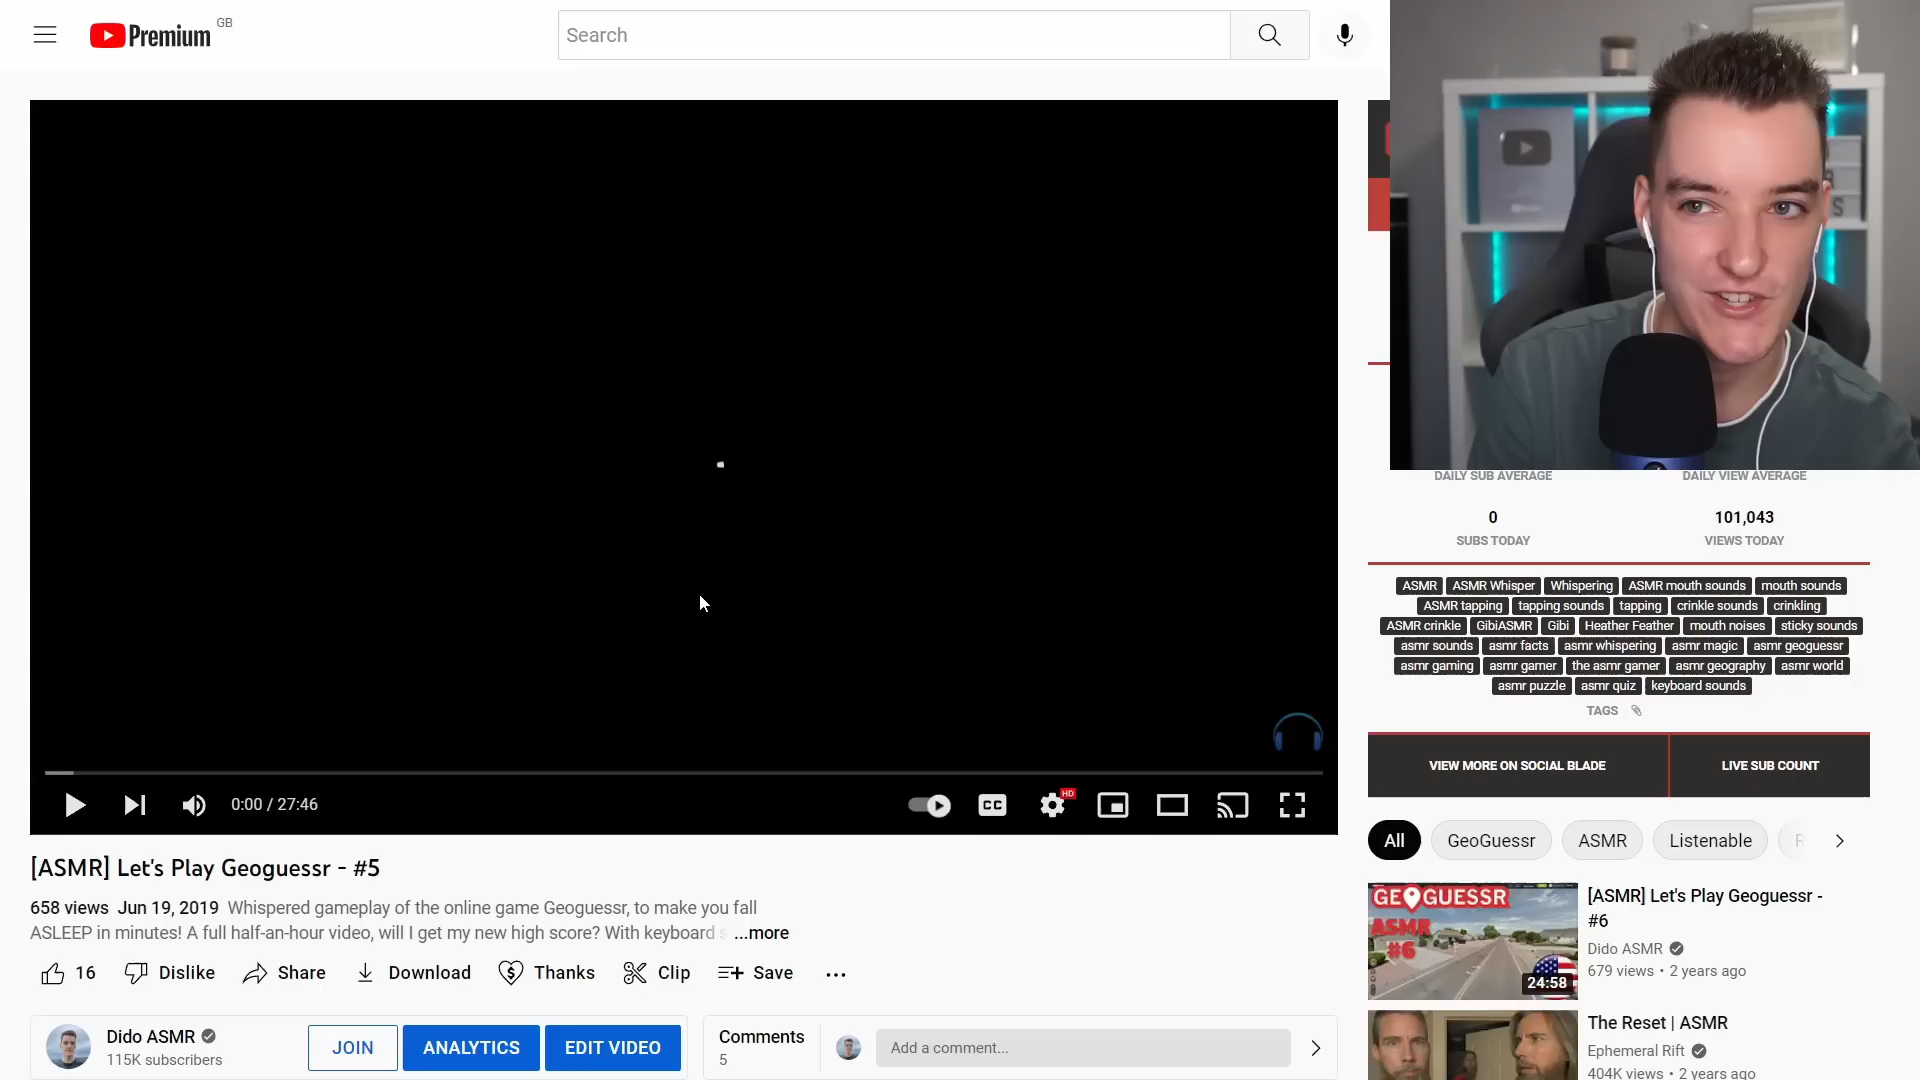 Premium GB
Search
DAILY SUB AVERAGE
DAILY VIEW AVERAGE
0
101,043
SUBS TODAY
VIEWS TODAY
ASMR ASMR Whisper Whispering ASMR mouth sounds mouth sounds
ASMR tapping tapping sounds tapping crinkle sounds crinkling
ASMR crinkle GibiASMR Gibi Heather Feather mouth noises sticky sounds
asmr sounds asmr facts asmr whispering asmr magic asmr geoguessr
asmr gaming asmr gamer the asmr gamer asmr geography asmr world
asmr puzzle asmr quiz keyboard sounds
TAGS
VIEW MORE ON SOCIAL BLADE
LIVE SUB COUNT
0:00 / 27:46
CC
HD
[ASMR] Let's Play Geoguessr - #5
658 views Jun 19, 2019 Whispered gameplay of the online game Geoguessr, to make you fall
ASLEEP in minutes! A full half-an-hour video, will I get my new high score? With keyboard s ...more
16 Dislike Share Download Thanks Clip Save
Dido ASMR
115K subscribers
JOIN
ANALYTICS
EDIT VIDEO
Comments
5
Add a comment...
All GeoGuessr ASMR Listenable
GEOGUESSR
ASMR
#6
24:58
[ASMR] Let's Play Geoguessr -
#6
Dido ASMR
679 views • 2 years ago
The Reset | ASMR
Ephemeral Rift
404K views • 2 years ago